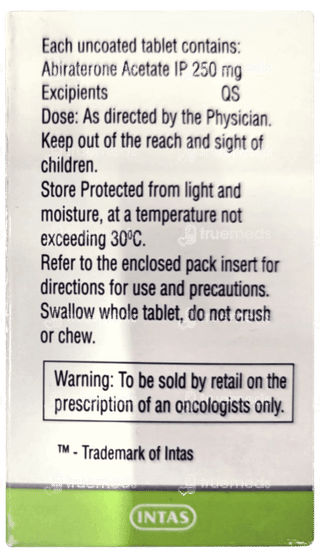 Each uncoated tablet contains:
Abiraterone Acetate IP 250 mg
Excipients QS
Dose: As directed by the Physician.
Keep out of the reach and sight of
children.
Store Protected from light and
moisture, at a temperature not
exceeding 30⁰C.
Refer to the enclosed pack insert for
directions for use and precautions.
Swallow whole tablet, do not crush
or chew.
Warning: To be sold by retail on the
prescription of an oncologists only.
™ - Trademark of Intas
INTAS
truemeds